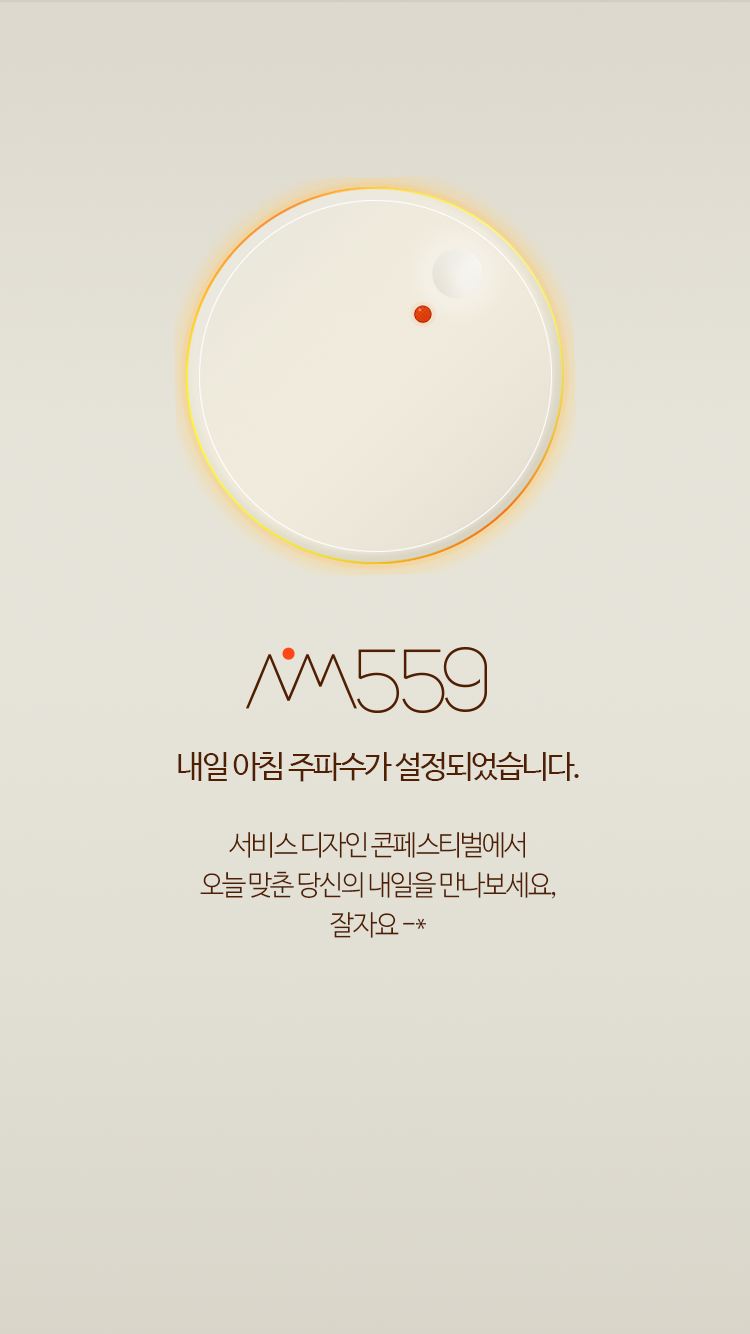 AM559
내일 아침 주파수가 설정되었습니다.
서비스 디자인 콘페스티벌에서
오늘 맞춘 당신의 내일을 만나보세요,
잘자요 -*